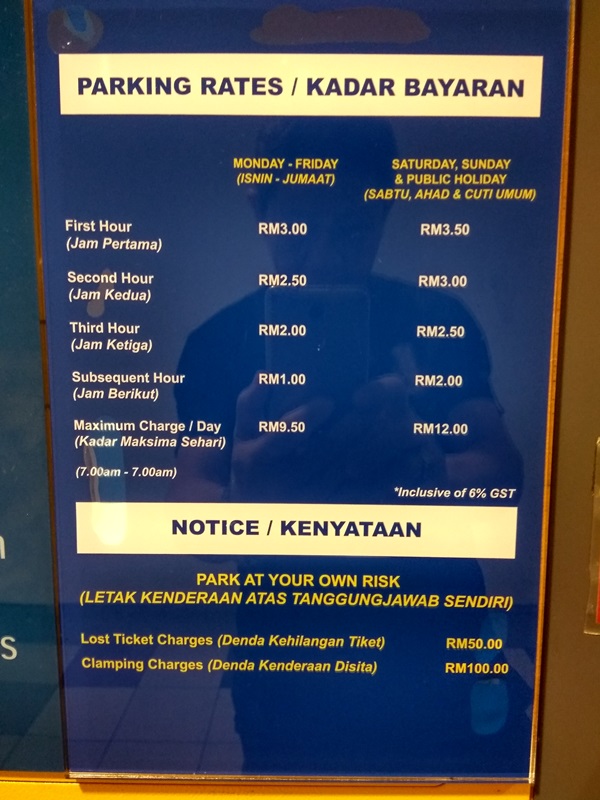 PARKING RATES / KADAR BAYARAN
MONDAY - FRIDAY
(ISNIN - JUMAAT)
SATURDAY, SUNDAY
& PUBLIC HOLIDAY
(SABTU, AHAD & CUTI UMUM)
First Hour RM3.00 RM3.50
(Jam Pertama)
Second Hour RM2.50 RM3.00
(Jam Kedua)
Third Hour RM2.00 RM2.50
(Jam Ketiga)
Subsequent Hour RM1.00 RM2.00
(Jam Berikut)
Maximum Charge / Day RM9.50 RM12.00
(Kadar Maksima Sehari)
(7.00am - 7.00am)
*Inclusive of 6% GST
NOTICE / KENYATAAN
PARK AT YOUR OWN RISK
(LETAK KENDERAAN ATAS TANGGUNGJAWAB SENDIRI)
Lost Ticket Charges (Denda Kehilangan Tiket) RM50.00
Clamping Charges (Denda Kenderaan Disita) RM100.00